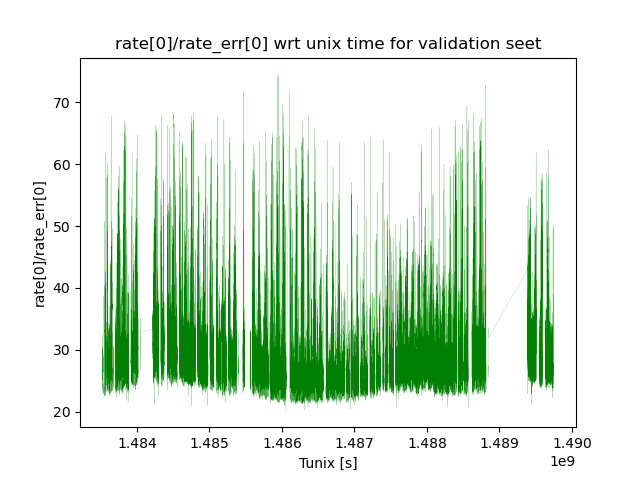 rate[0]/rate_err[0] wrt unix time for validation seet
rate[0]/rate_err[0]
70
60
50
40
30
20
1.484 1.485 1.486 1.487 1.488 1.489 1.490
1e9
Tunix [s]